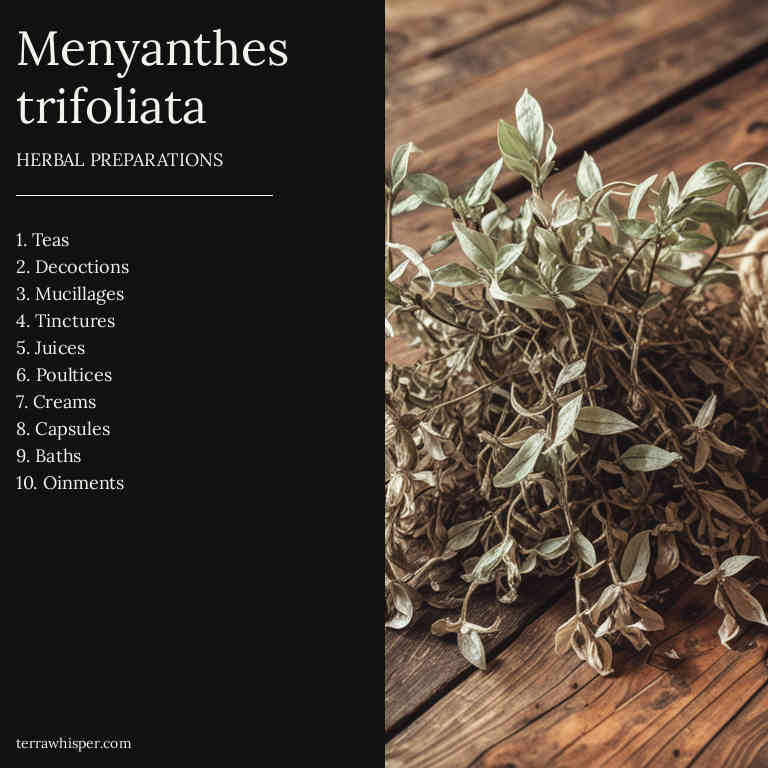 Menyanthes
trifoliata
HERBAL PREPARATIONS
1. Teas
2. Decoctions
3. Mucillages
4. Tinctures
5. Juices
6. Poultices
7. Creams
8. Capsules
9. Baths
10. Oinments
terrawhisper.com